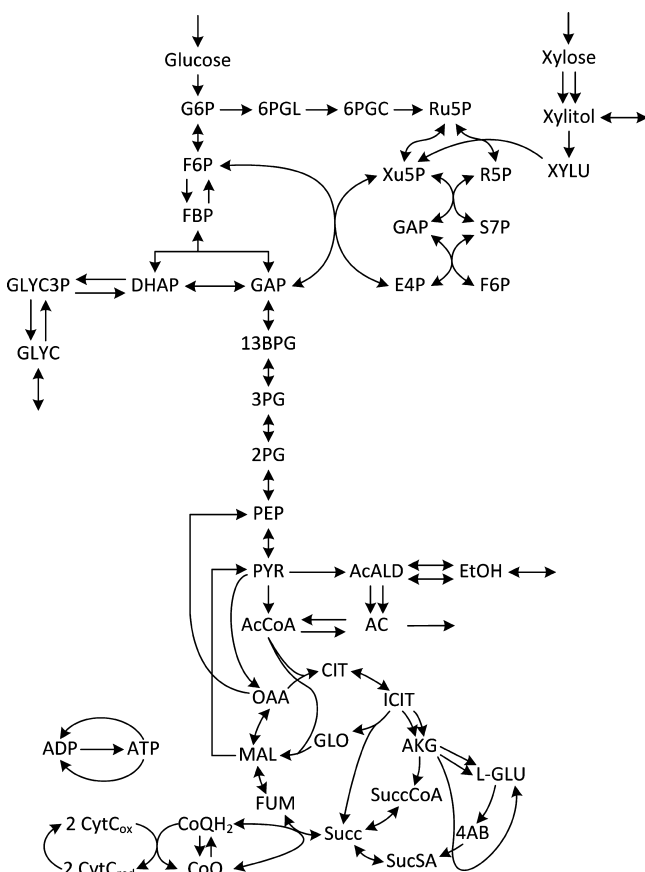 Glucose
Xylose
G6P 6PGL 6PGC Ru5P
Xylitol
F6P
Xu5P R5P
XYLU
FBP
GAP S7P
GLYC3P DHAP GAP
E4P F6P
13BPG
GLYC
3PG
2PG
PEP
PYR AcALD EtOH
AcCoA AC
CIT
OAA
ICIT
GLO
AKG
ADP ATP
MAL
L-GLU
SuccCoA
FUM
2 CytCox CoQH2
Succ
4AB
SucSA
2 CytCred CoQ